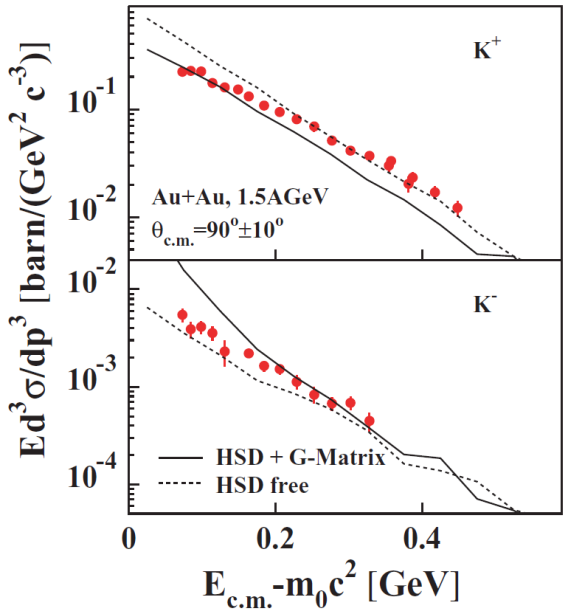 K⁺
10⁻¹
10⁻²
Au+Au, 1.5AGeV
θc.m.=90°±10°
Ed³σ/dp³ [barn/(GeV² c⁻³)]
K⁻
10⁻²
10⁻³
10⁻⁴
HSD + G-Matrix
HSD free
0 0.2 0.4
Ec.m.-m₀c² [GeV]